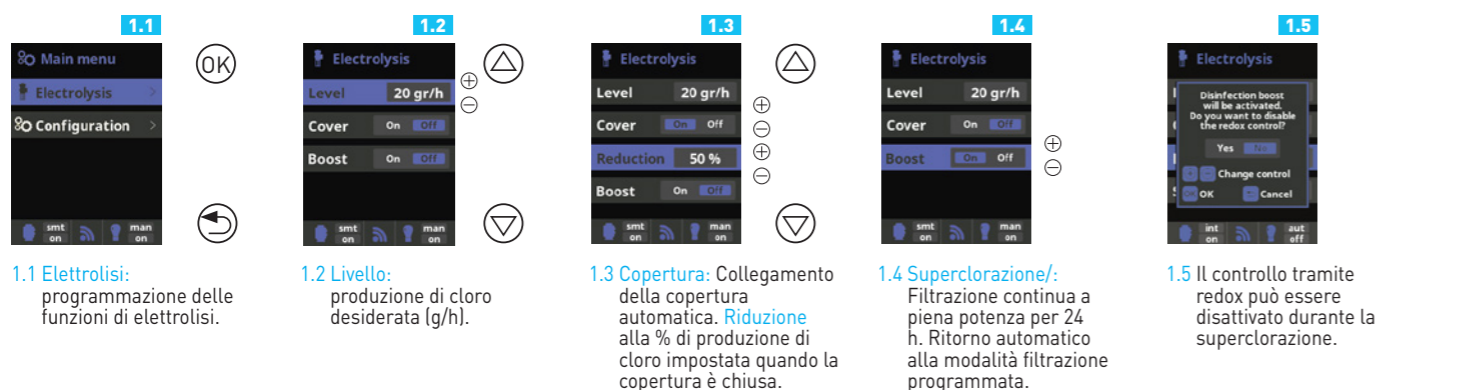 1.1
Main menu
Electrolysis >
Configuration >
smt on man on
OK
1.1 Elettrolisi:
programmazione delle
funzioni di elettrolisi.
1.2
Electrolysis
Level 20 gr/h
Cover On Off
Boost On Off
smt on man on
1.2 Livello:
produzione di cloro
desiderata (g/h).
1.3
Electrolysis
Level 20 gr/h
Cover On Off
Reduction 50 %
Boost On Off
smt on man on
1.3 Copertura: Collegamento
della copertura
automatica. Riduzione
alla % di produzione di
cloro impostata quando la
copertura è chiusa.
1.4
Electrolysis
Level 20 gr/h
Cover On Off
Boost On Off
smt on man on
1.4 Superclorazione/:
Filtrazione continua a
piena potenza per 24
h. Ritorno automatico
alla modalità filtrazione
programmata.
1.5
Electrolysis
Disinfection boost
will be activated.
Do you want to disable
the redox control?
Yes No
+ - Change control
OK OK Cancel
int on aut off
1.5 Il controllo tramite
redox può essere
disattivato durante la
superclorazione.